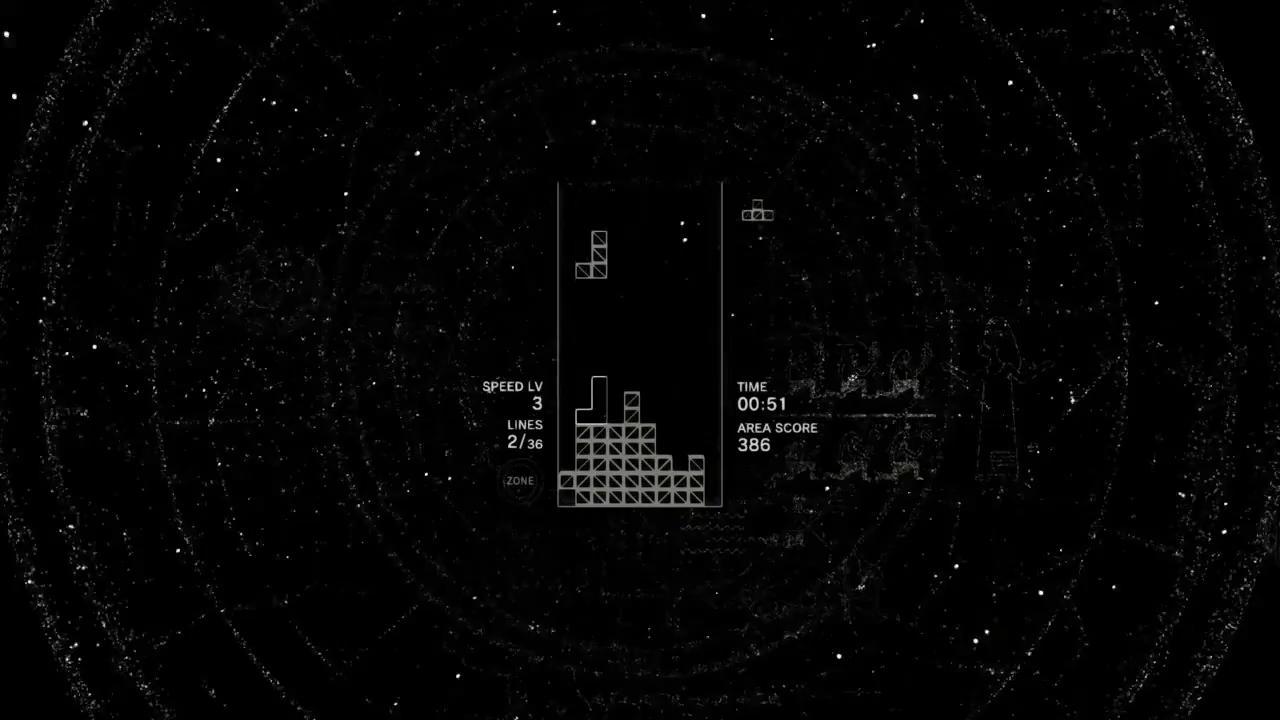 SPEED LV
3
LINES
2/36
ZONE
TIME
00:51
AREA SCORE
386